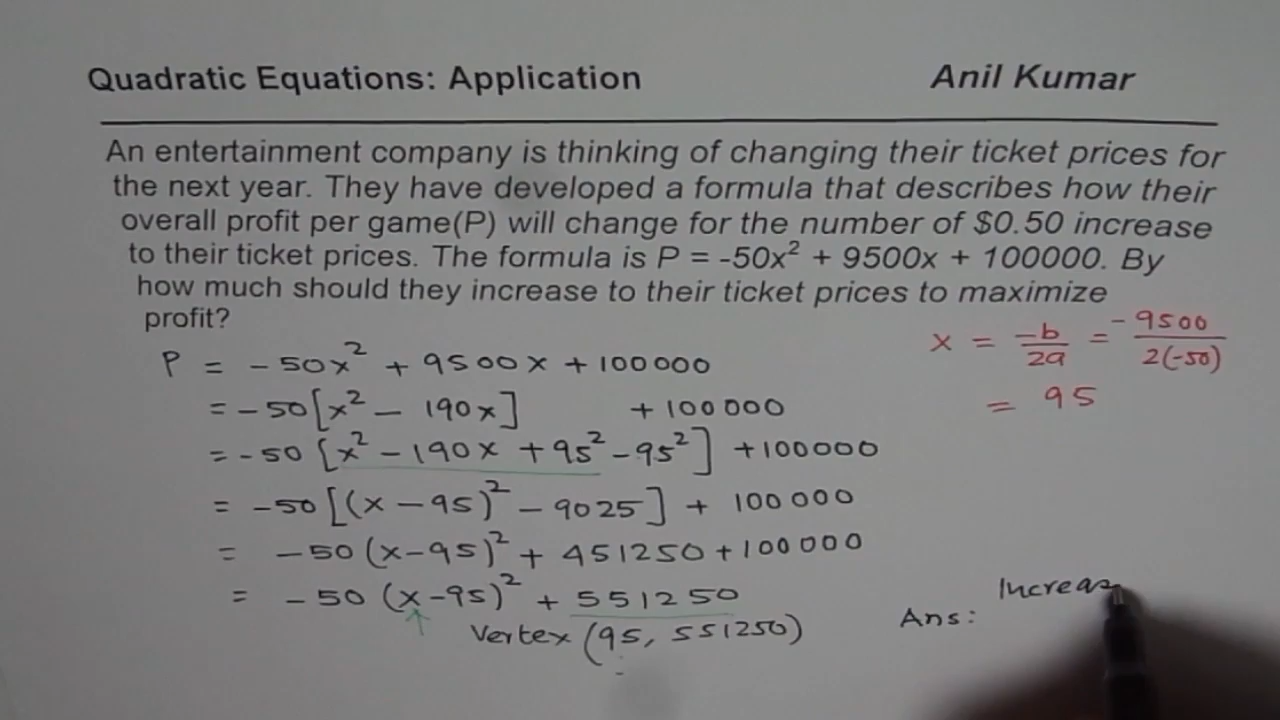 Quadratic Equations: Application Anil Kumar
An entertainment company is thinking of changing their ticket prices for
the next year. They have developed a formula that describes how their
overall profit per game(P) will change for the number of $0.50 increase
to their ticket prices. The formula is P = -50x² + 9500x + 100000. By
how much should they increase to their ticket prices to maximize
profit?
x = -b/2a = -9500/2(-50)
= 95
P = -50x² + 9500x + 100000
= -50[x² - 190x] + 100000
= -50[x² - 190x + 95² - 95²] + 100000
= -50[(x - 95)² - 9025] + 100000
= -50(x-95)² + 451250 + 100000
= -50(x-95)² + 551250
Vertex (95, 551250)
Ans: Increas